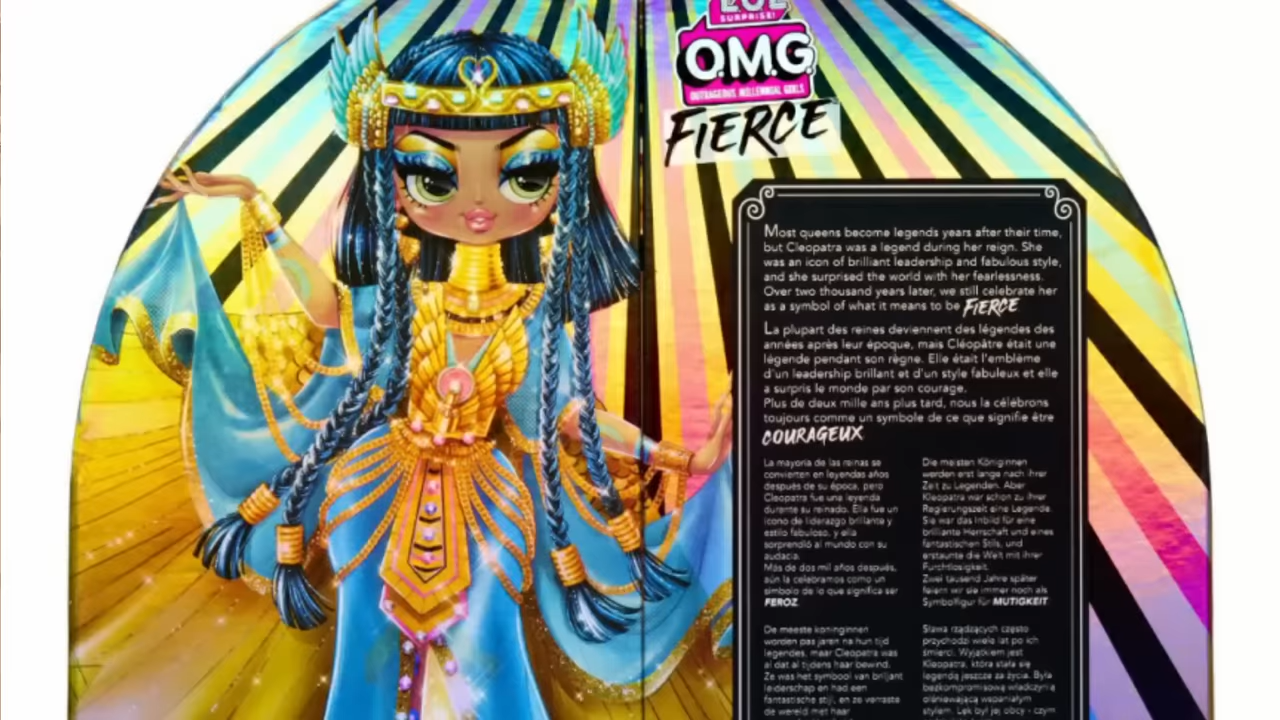 LOL
SURPRISE!
O.M.G.
OUTRAGEOUS MILLENNIAL GIRLS
FIERCE
Most queens become legends years after their time,
but Cleopatra was a legend during her reign. She
was an icon of brilliant leadership and fabulous style,
and she surprised the world with her fearlessness.
Over two thousand years later, we still celebrate her
as a symbol of what it means to be FIERCE
La plupart des reines deviennent des légendes des
années après leur époque, mais Cléopâtre était une
légende pendant son règne. Elle était l'emblème
d'un leadership brillant et d'un style fabuleux et elle
a surpris le monde par son courage.
Plus de deux mille ans plus tard, nous la célébrons
toujours comme un symbole de ce que signifie être
COURAGEUX
La mayoría de las reinas se
convierten en leyendas años
después de su época, pero
Cleopatra fue una leyenda
durante su reinado. Ella fue un
ícono de liderazgo brillante y
estilo fabuloso, y ella
sorprendió al mundo con su
audacia.
Más de dos mil años después,
aún la celebramos como un
símbolo de lo que significa ser
FEROZ
Die meisten Königinnen
werden erst lange nach ihrer
Zeit zu Legenden. Aber
Kleopatra war schon zu ihrer
Regierungszeit eine Legende.
Sie war das Inbild für eine
brillante Herrschaft und eines
fantastischen Stils, und
erstaunte die Welt mit ihrer
Furchtlosigkeit.
Zwei tausend Jahre später
feiern wir sie immer noch als
Symbolfigur für MUTIGKEIT
De meeste koninginnen
worden pas jaren na hun tijd
legendes, maar Cleopatra was
al dat al tijdens haar bewind.
Ze was het symbool van briljant
leiderschap en had een
fantastische stijl, en ze verraste
de wereld met haar
Sława rządzących często
przychodzi wiele lat po ich
śmierci. Wyjątkiem jest
Kleopatra, która stała się
legendą jeszcze za życia. Była
bezkompromisową władczynią
olśniewającą wspaniałym
stylem. Lęk był jej obcy - czym